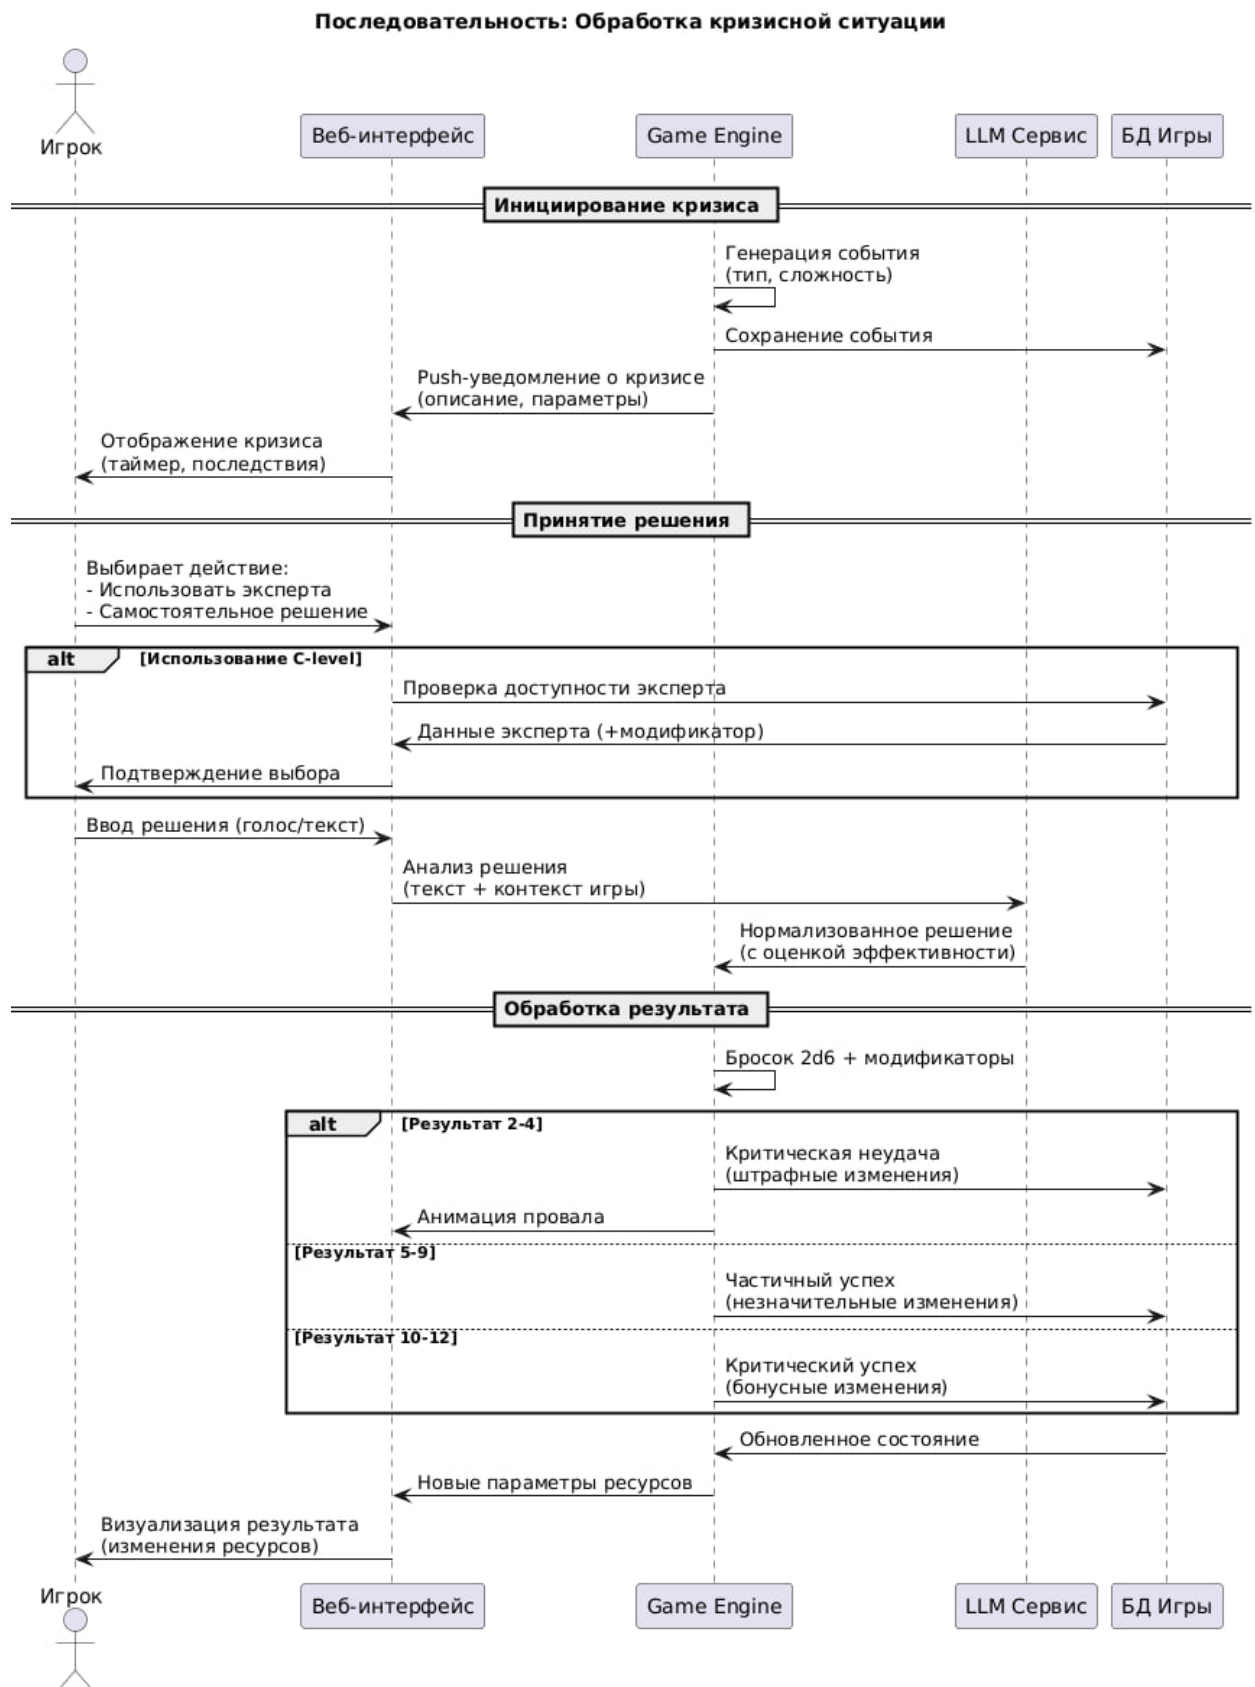 Последовательность: Обработка кризисной ситуации
Игрок
Веб-интерфейс
Game Engine
LLM Сервис
БД Игры
Инициирование кризиса
Генерация события
(тип, сложность)
Сохранение события
Push-уведомление о кризисе
(описание, параметры)
Отображение кризиса
(таймер, последствия)
Принятие решения
Выбирает действие:
- Использовать эксперта
- Самостоятельное решение
alt
[Использование C-level]
Проверка доступности эксперта
Данные эксперта (+модификатор)
Подтверждение выбора
Ввод решения (голос/текст)
Анализ решения
(текст + контекст игры)
Нормализованное решение
(с оценкой эффективности)
Обработка результата
Бросок 2d6 + модификаторы
alt
[Результат 2-4]
Критическая неудача
(штрафные изменения)
Анимация провала
[Результат 5-9]
Частичный успех
(незначительные изменения)
[Результат 10-12]
Критический успех
(бонусные изменения)
Обновленное состояние
Новые параметры ресурсов
Визуализация результата
(изменения ресурсов)
Игрок
Веб-интерфейс
Game Engine
LLM Сервис
БД Игры